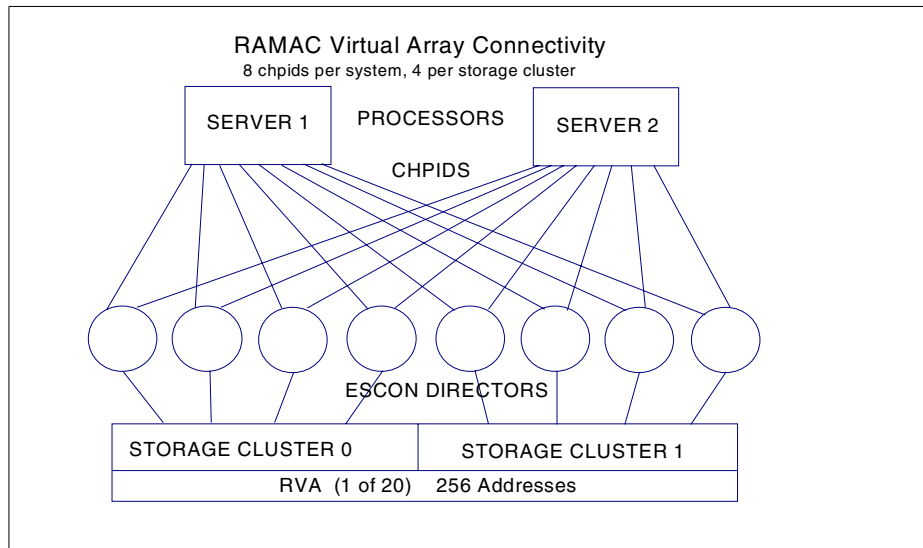 RAMAC Virtual Array Connectivity
8 chpids per system, 4 per storage cluster
SERVER 1
PROCESSORS
SERVER 2
CHPIDS
ESCON DIRECTORS
STORAGE CLUSTER 0
STORAGE CLUSTER 1
RVA (1 of 20) 256 Addresses